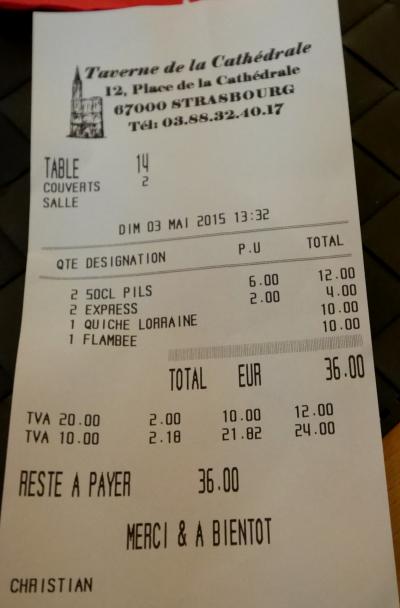 Taverne de la Cathédrale
12, Place de la Cathédrale
67000 STRASBOURG
Tél: 03.88.32.40.17
TABLE 14
COUVERTS 2
SALLE
DIM 03 MAI 2015 13:32
QTE DESIGNATION P.U TOTAL
2 50CL PILS 6.00 12.00
2 EXPRESS 2.00 4.00
1 QUICHE LORRAINE 10.00
1 FLAMBEE 10.00
TOTAL EUR 36.00
TVA 20.00 2.00 10.00 12.00
TVA 10.00 2.18 21.82 24.00
RESTE A PAYER 36.00
MERCI & A BIENTOT
CHRISTIAN